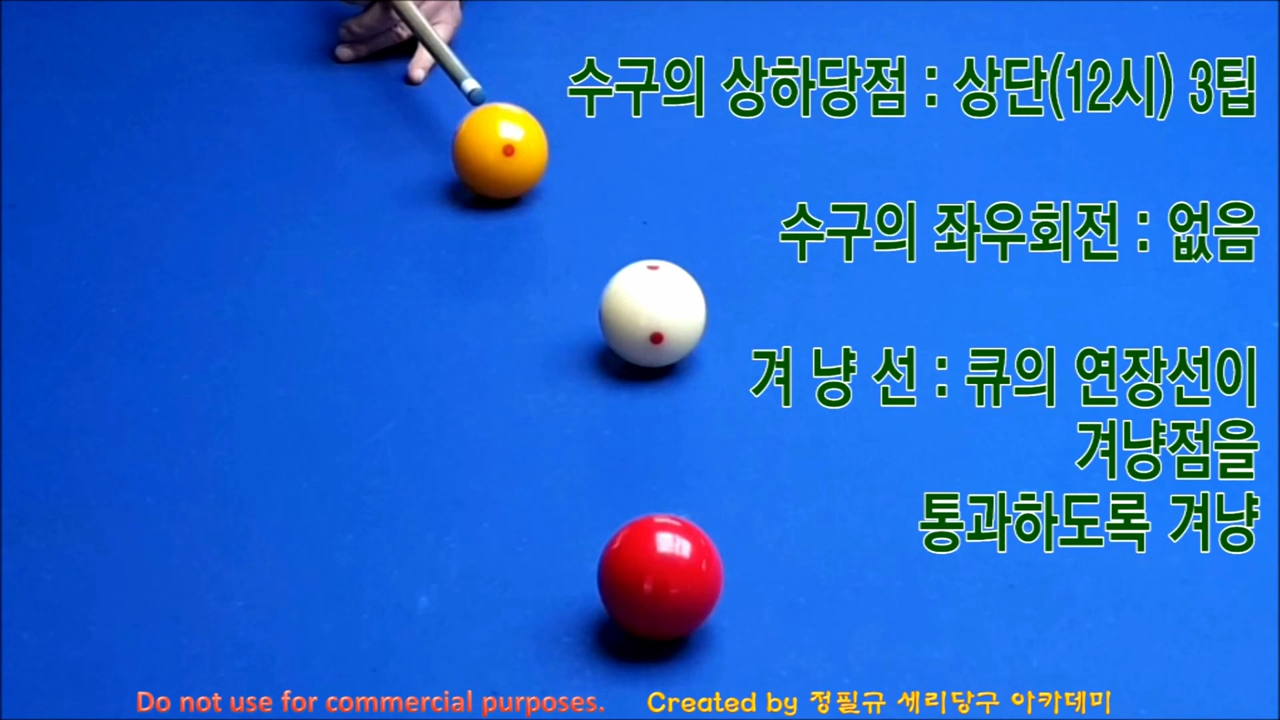 수구의 상하당점 : 상단(12시) 3팁
수구의 좌우회전 : 없음
겨 냥 선 : 큐의 연장선이
겨냥점을
통과하도록 겨냥
Do not use for commercial purposes. Created by 정필규 세리당구 아카데미